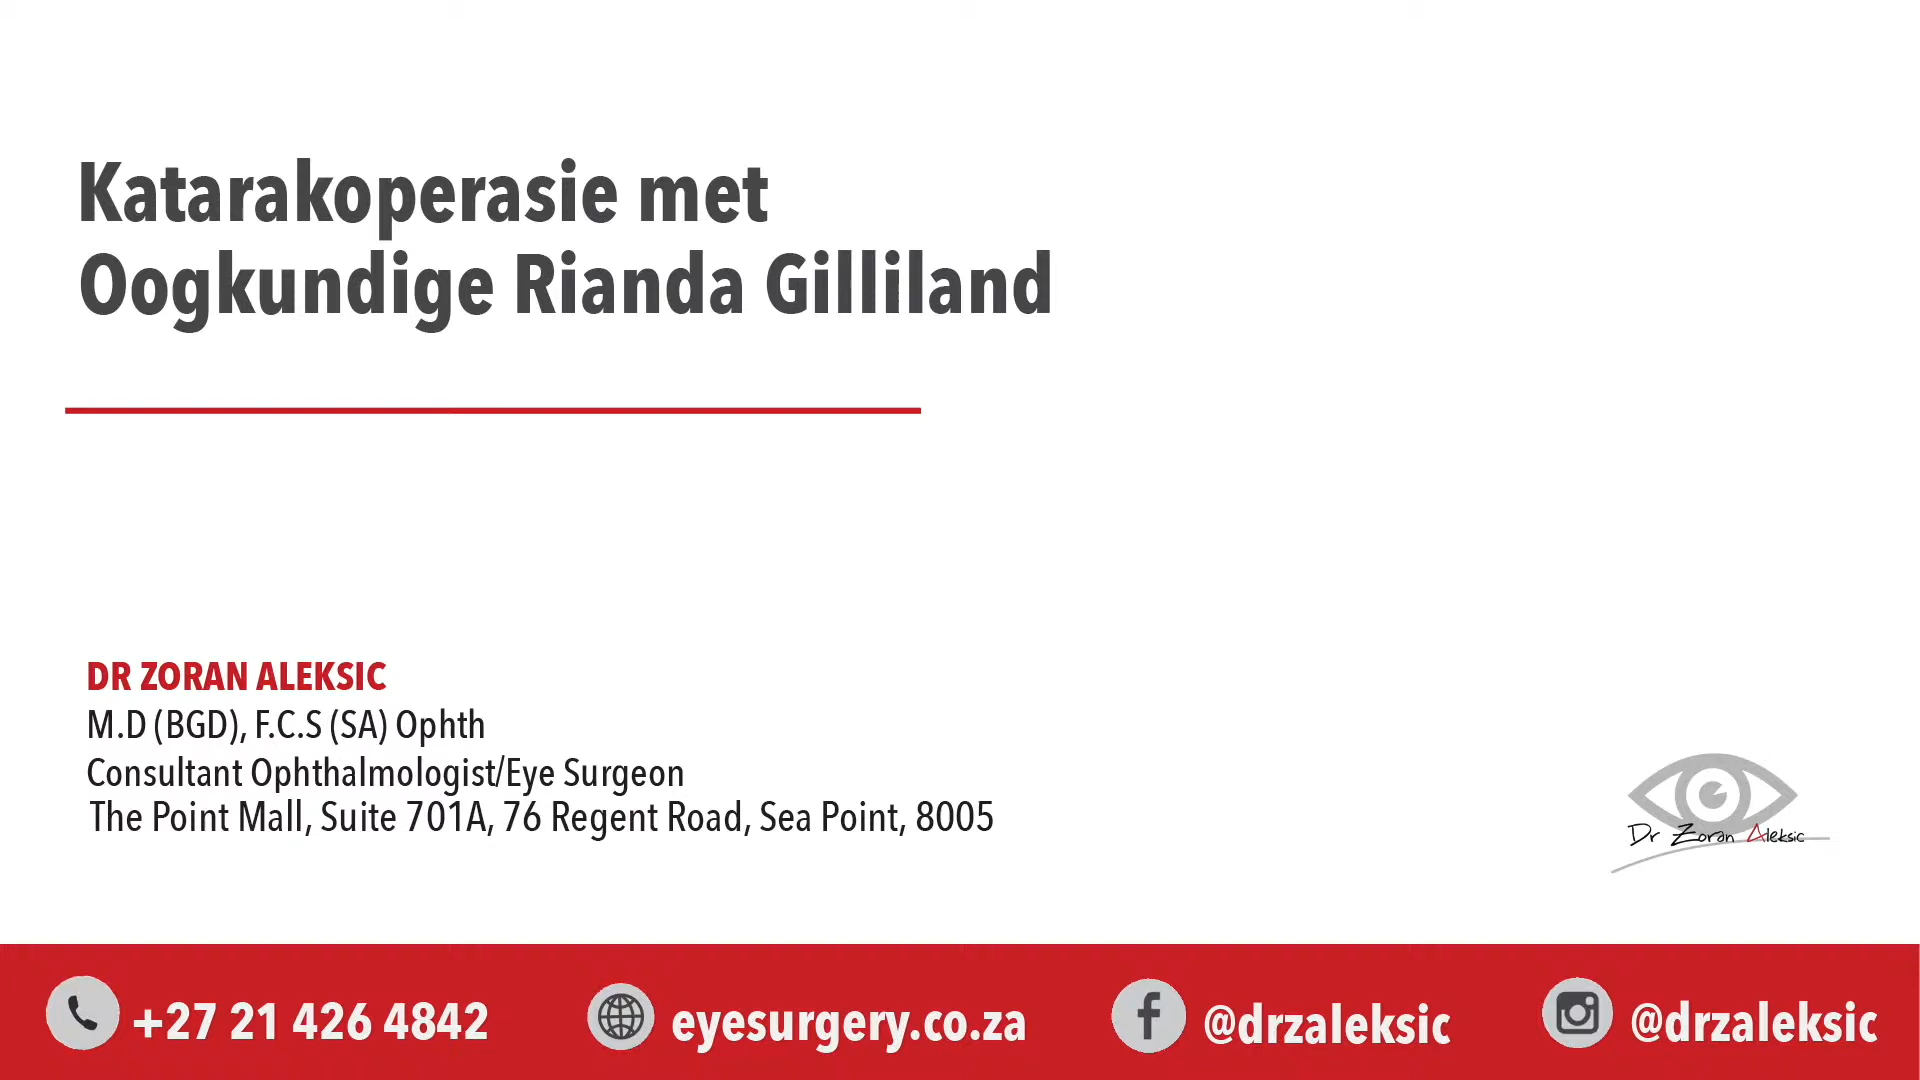 Katarakoperasie met
Oogkundige Rianda Gilliland
DR ZORAN ALEKSIC
M.D (BGD), F.C.S (SA) Ophth
Consultant Ophthalmologist/Eye Surgeon
The Point Mall, Suite 701A, 76 Regent Road, Sea Point, 8005
Dr Zoran Aleksic
+27 21 426 4842
eyesurgery.co.za
@drzaleksic
@drzaleksic